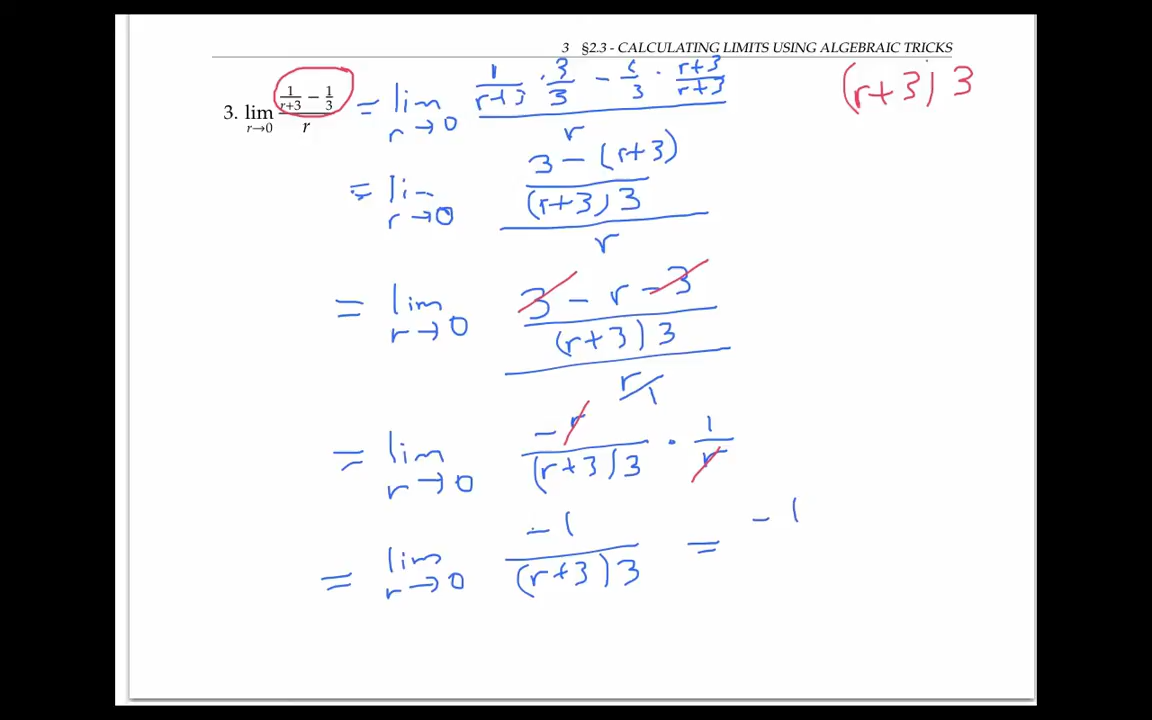 3 §2.3 - CALCULATING LIMITS USING ALGEBRAIC TRICKS
3. lim r→0 (1/(r+3) − 1/3)/r = lim r→0 (1/(r+3) · 3/3 − 1/3 · (r+3)/(r+3))/r
(r+3)3
= lim r→0 ((3 − (r+3))/((r+3)3))/r
= lim r→0 ((3 − r − 3)/((r+3)3))/(r/1)
= lim r→0 (−r)/((r+3)3) · 1/r
= lim r→0 (−1)/((r+3)3) = −1